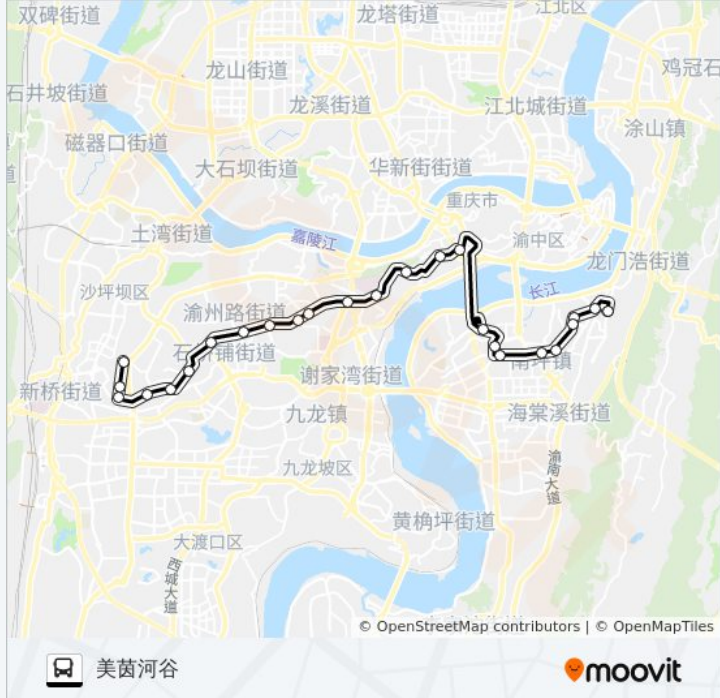 双碑街道
龙塔街道
江北区
龙山街道
鸡冠石
石井坡街道
龙溪街道
江北城街道
涂山镇
磁器口街道
大石坝街道
华新街街道
道
重庆市
土湾街道
嘉陵江
渝中区
龙门浩街道
沙坪坝区
长江
渝州路街道
石桥铺街道
南坪镇
谢家湾街道
新桥街道
九龙镇
海棠溪街道
九龙坡区
渝南大道
黄桷坪街道
大渡口区
西城大道
© OpenStreetMap contributors | © OpenMapTiles
美茵河谷
moovit